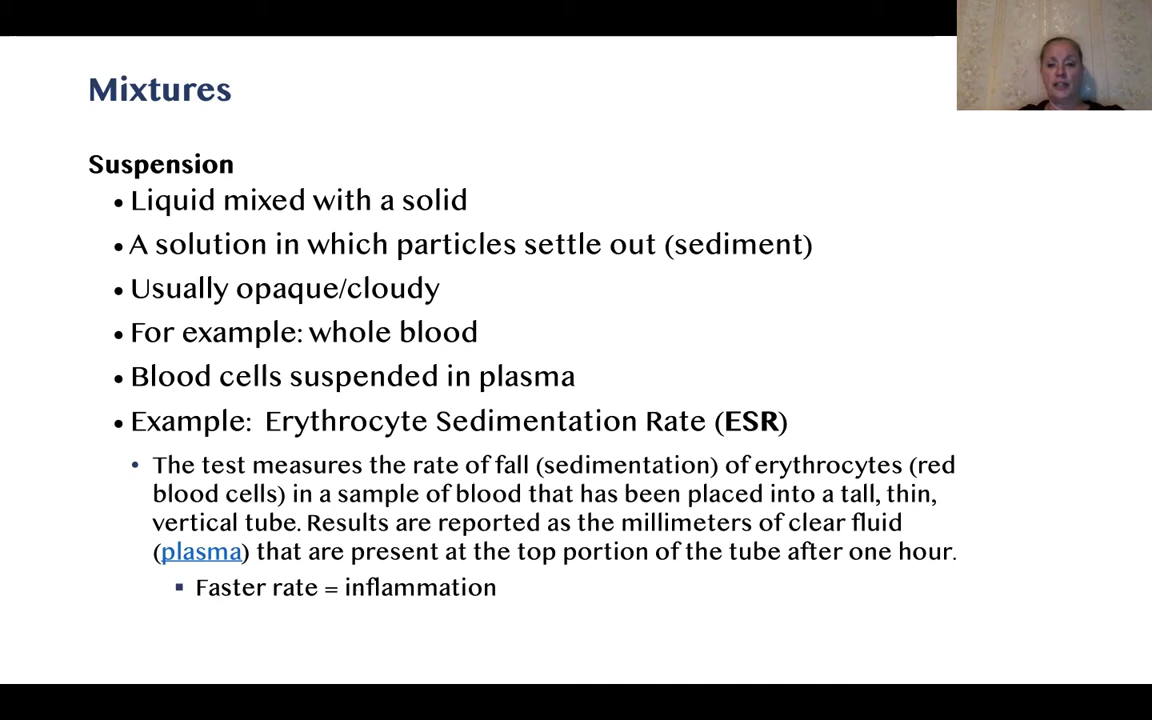 Mixtures
Suspension
• Liquid mixed with a solid
• A solution in which particles settle out (sediment)
• Usually opaque/cloudy
• For example: whole blood
• Blood cells suspended in plasma
• Example: Erythrocyte Sedimentation Rate (ESR)
• The test measures the rate of fall (sedimentation) of erythrocytes (red
blood cells) in a sample of blood that has been placed into a tall, thin,
vertical tube. Results are reported as the millimeters of clear fluid
(plasma) that are present at the top portion of the tube after one hour.
▪ Faster rate = inflammation